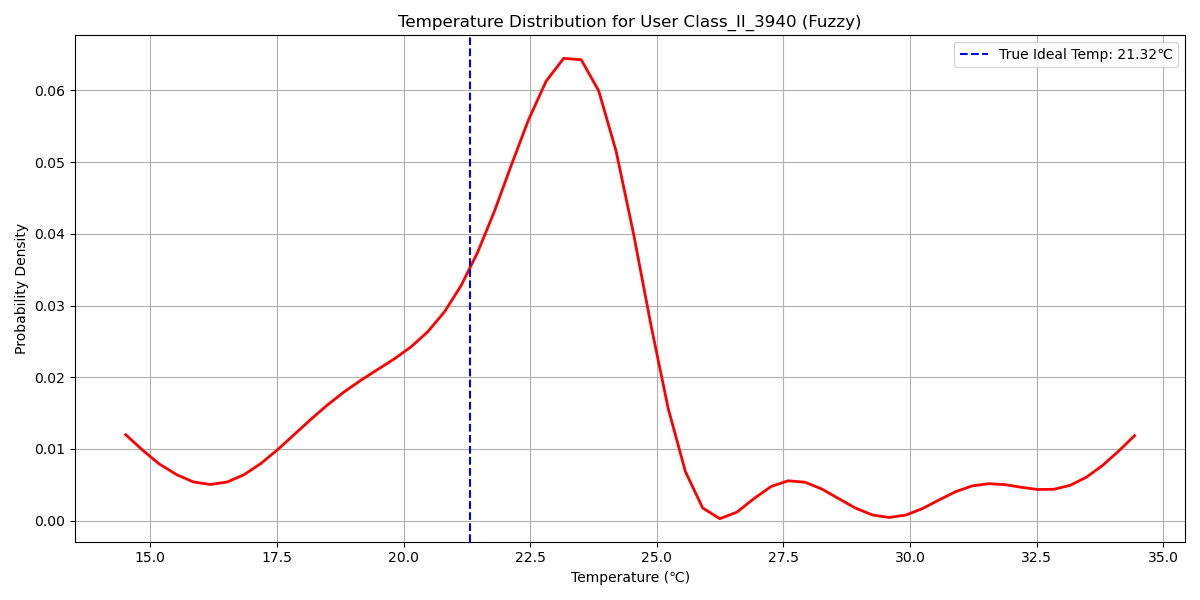 Temperature Distribution for User Class_II_3940 (Fuzzy)
True Ideal Temp: 21.32℃
Probability Density
0.06
0.05
0.04
0.03
0.02
0.01
0.00
15.0 17.5 20.0 22.5 25.0 27.5 30.0 32.5 35.0
Temperature (℃)